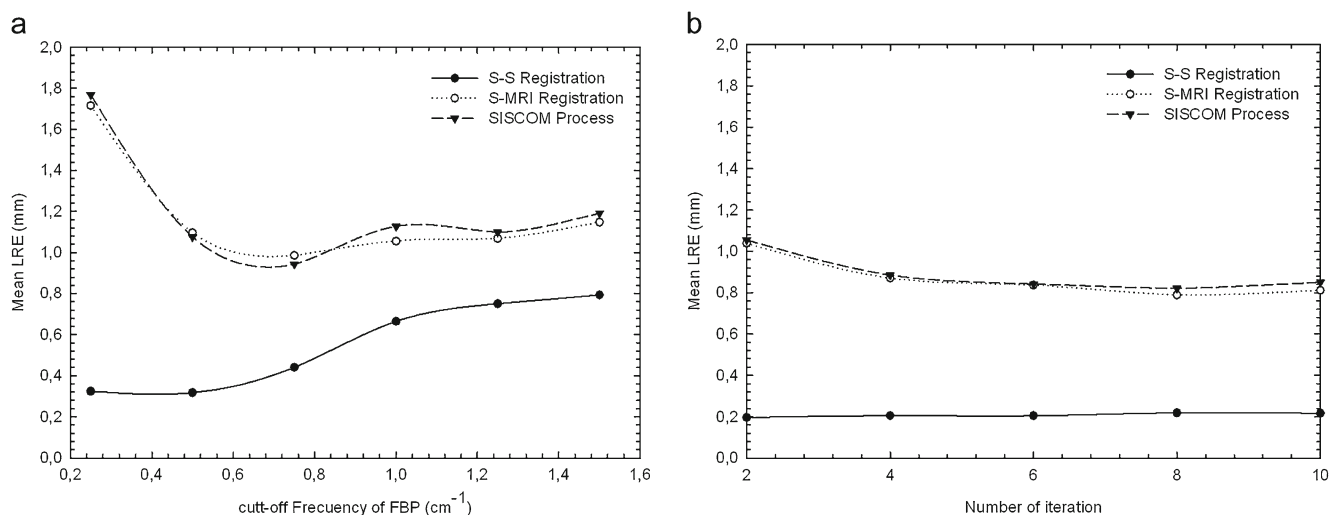 a
2,0
1,8
1,6
1,4
1,2
1,0
0,8
0,6
0,4
0,2
0,0
Mean LRE (mm)
S-S Registration
S-MRI Registration
SISCOM Process
0,2 0,4 0,6 0,8 1,0 1,2 1,4 1,6
cutt-off Frecuency of FBP (cm⁻¹)
b
2,0
1,8
1,6
1,4
1,2
1,0
0,8
0,6
0,4
0,2
0,0
Mean LRE (mm)
S-S Registration
S-MRI Registration
SISCOM Process
2 4 6 8 10
Number of iteration